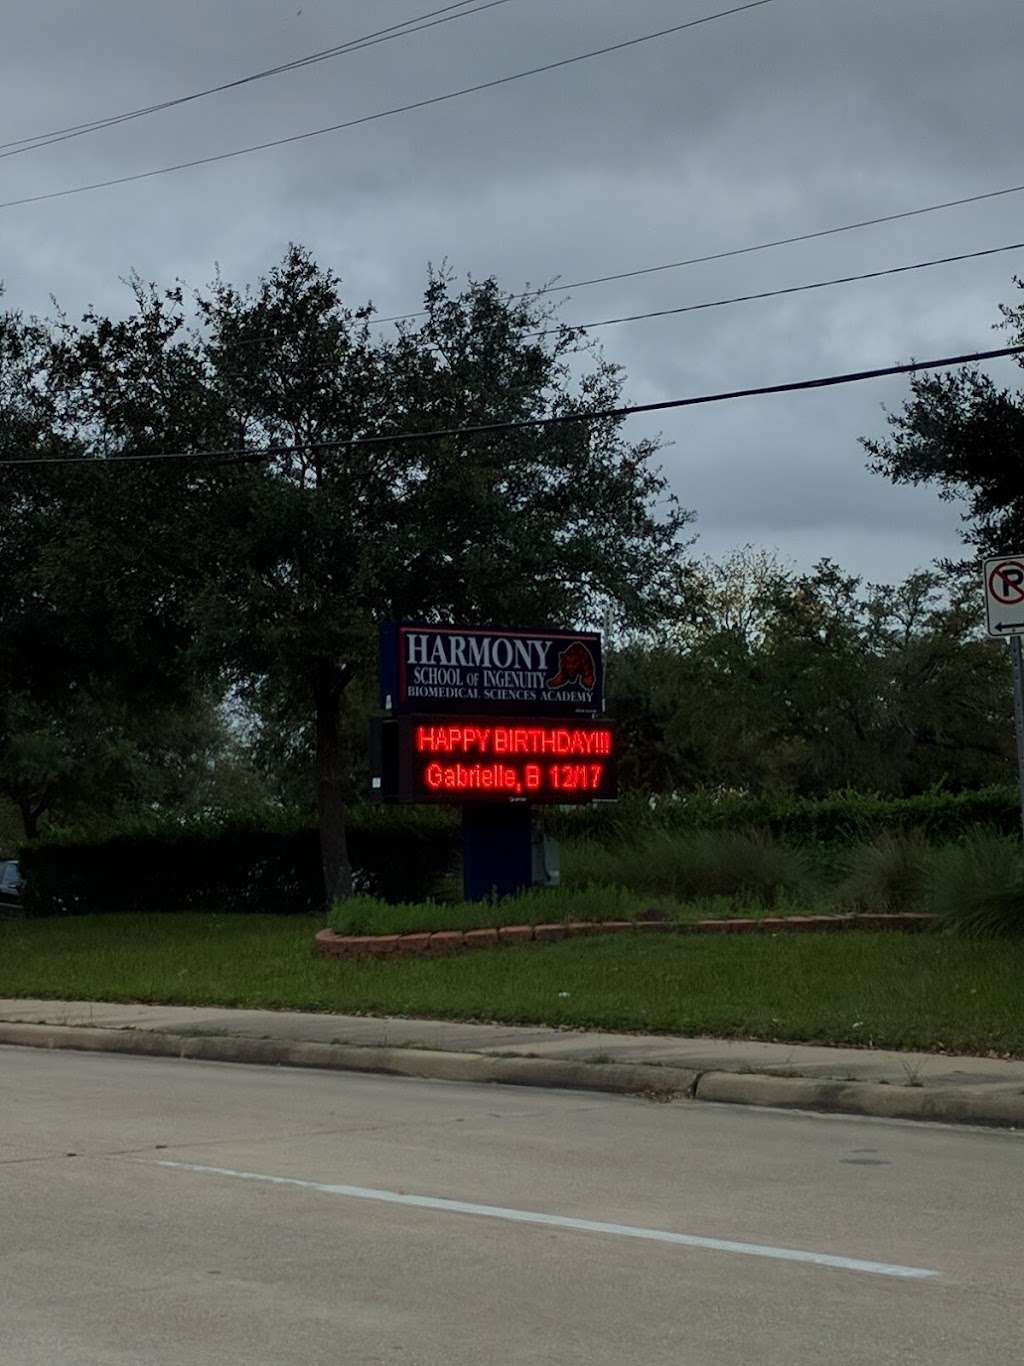 HARMONY
SCHOOL OF INGENUITY
BIOMEDICAL SCIENCES ACADEMY
HAPPY BIRTHDAY!!!
Gabrielle, B 12/17
P